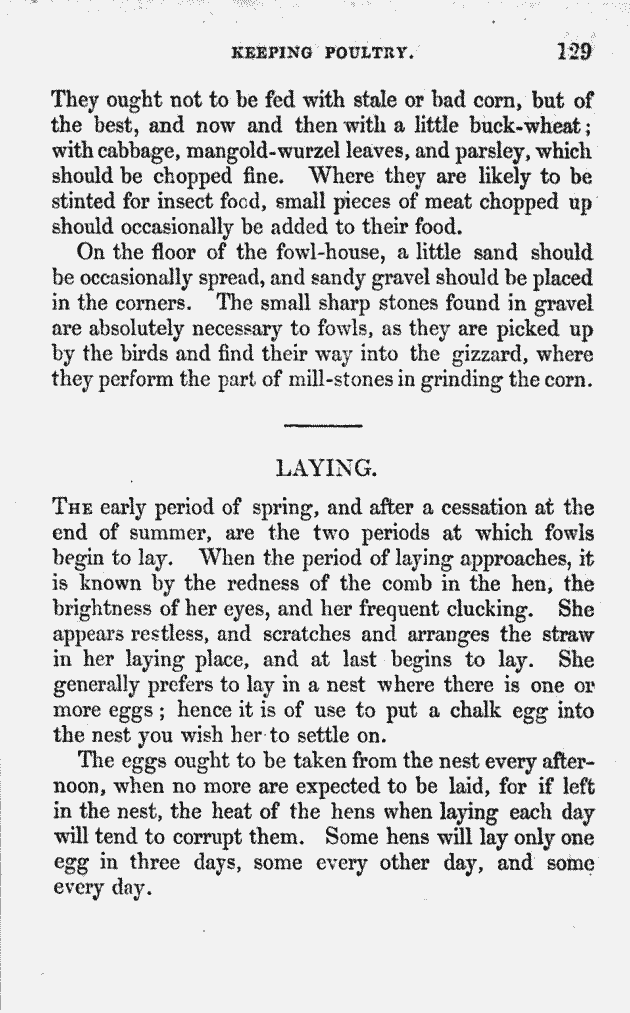 KEEPING POULTRY. 129
They ought not to be fed with stale or bad corn, but of
the best, and now and then with a little buck-wheat;
with cabbage, mangold-wurzel leaves, and parsley, which
should be chopped fine. Where they are likely to be
stinted for insect food, small pieces of meat chopped up
should occasionally be added to their food.
On the floor of the fowl-house, a little sand should
be occasionally spread, and sandy gravel should be placed
in the corners. The small sharp stones found in gravel
are absolutely necessary to fowls, as they are picked up
by the birds and find their way into the gizzard, where
they perform the part of mill-stones in grinding the corn.
LAYING.
THE early period of spring, and after a cessation at the
end of summer, are the two periods at which fowls
begin to lay. When the period of laying approaches, it
is known by the redness of the comb in the hen, the
brightness of her eyes, and her frequent clucking. She
appears restless, and scratches and arranges the straw
in her laying place, and at last begins to lay. She
generally prefers to lay in a nest where there is one or
more eggs; hence it is of use to put a chalk egg into
the nest you wish her to settle on.
The eggs ought to be taken from the nest every after-
noon, when no more are expected to be laid, for if left
in the nest, the heat of the hens when laying each day
will tend to corrupt them. Some hens will lay only one
egg in three days, some every other day, and some
every day.